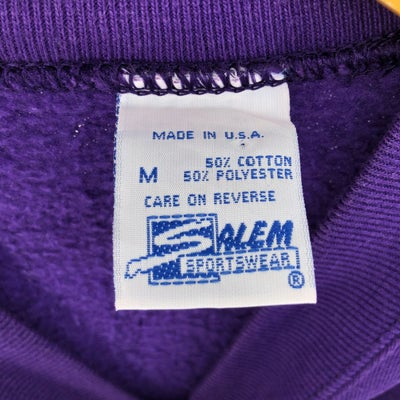 MADE IN U.S.A.
50% COTTON
M 50% POLYESTER
CARE ON REVERSE
SALEM
SPORTSWEAR
®